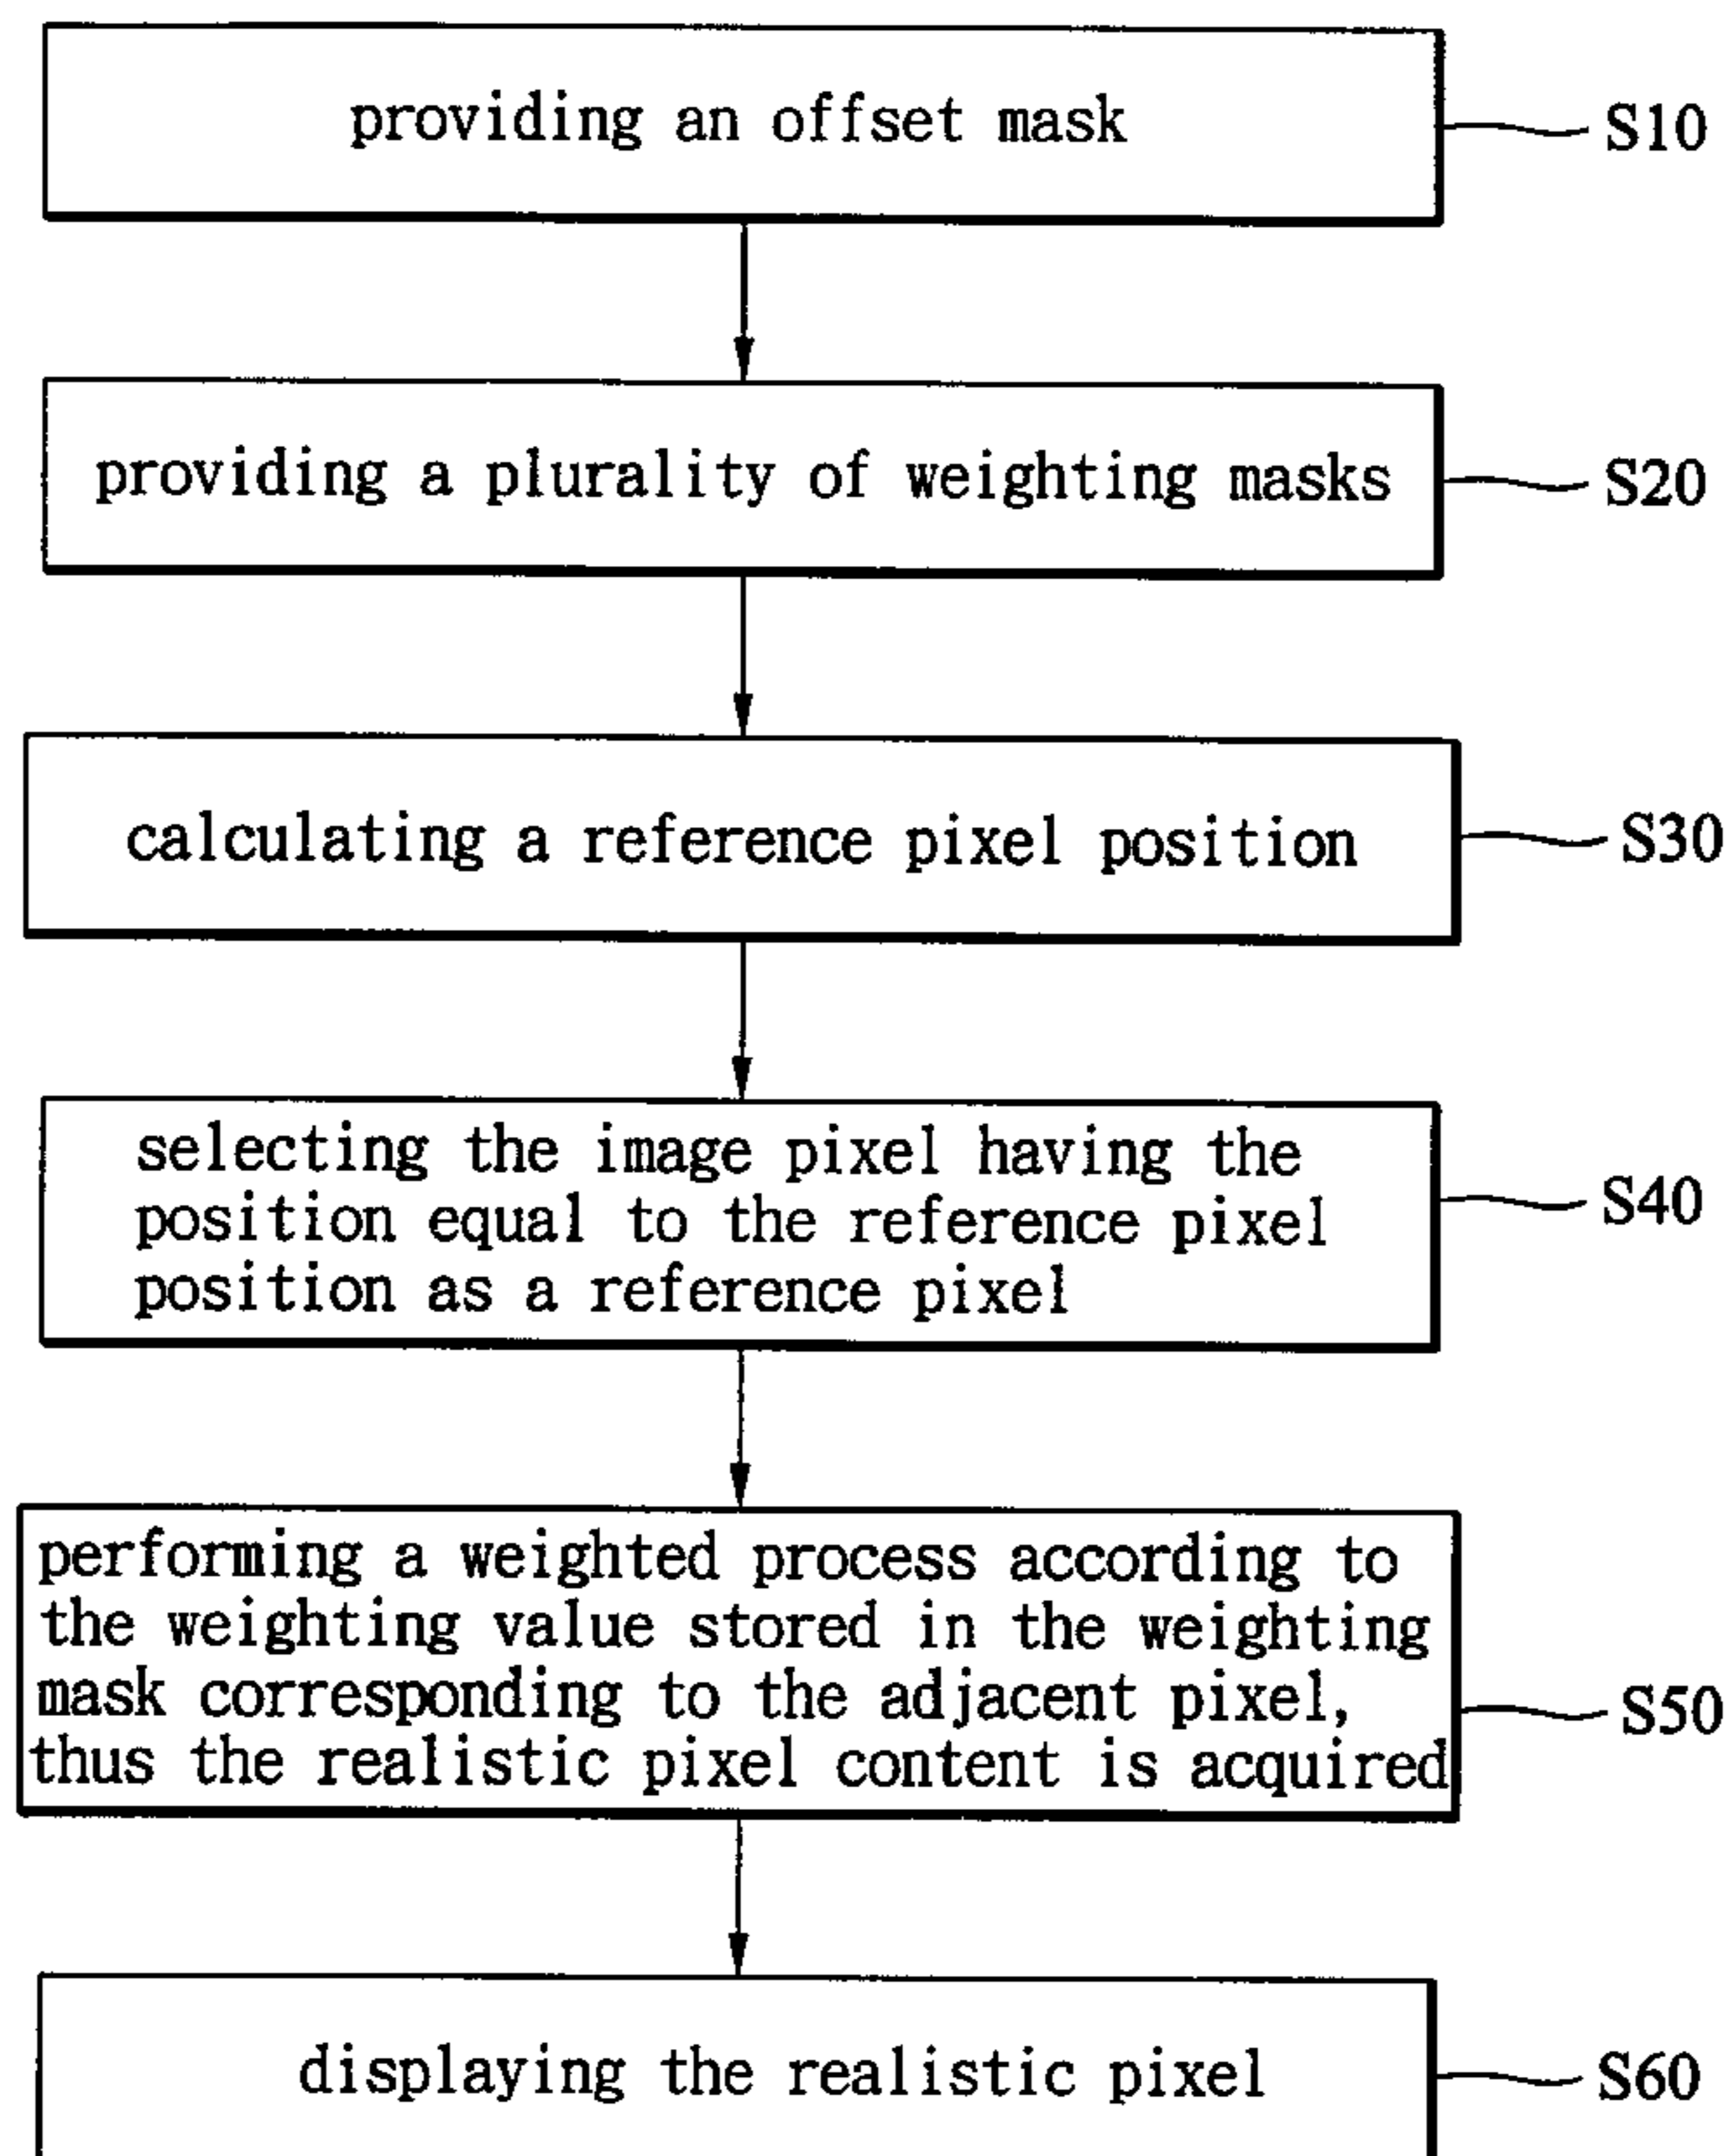 providing an offset mask
S10
providing a plurality of weighting masks
S20
calculating a reference pixel position
S30
selecting the image pixel having the
position equal to the reference pixel
position as a reference pixel
S40
performing a weighted process according to
the weighting value stored in the weighting
mask corresponding to the adjacent pixel,
thus the realistic pixel content is acquired
S50
displaying the realistic pixel
S60